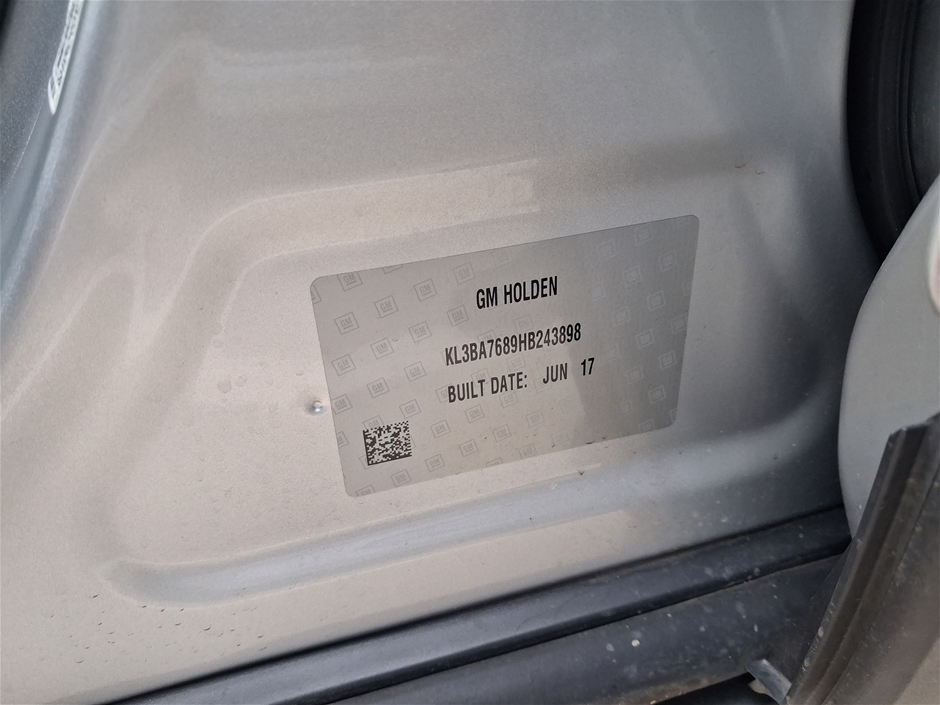 GM HOLDEN
KL3BA7689HB243898
BUILT DATE: JUN 17